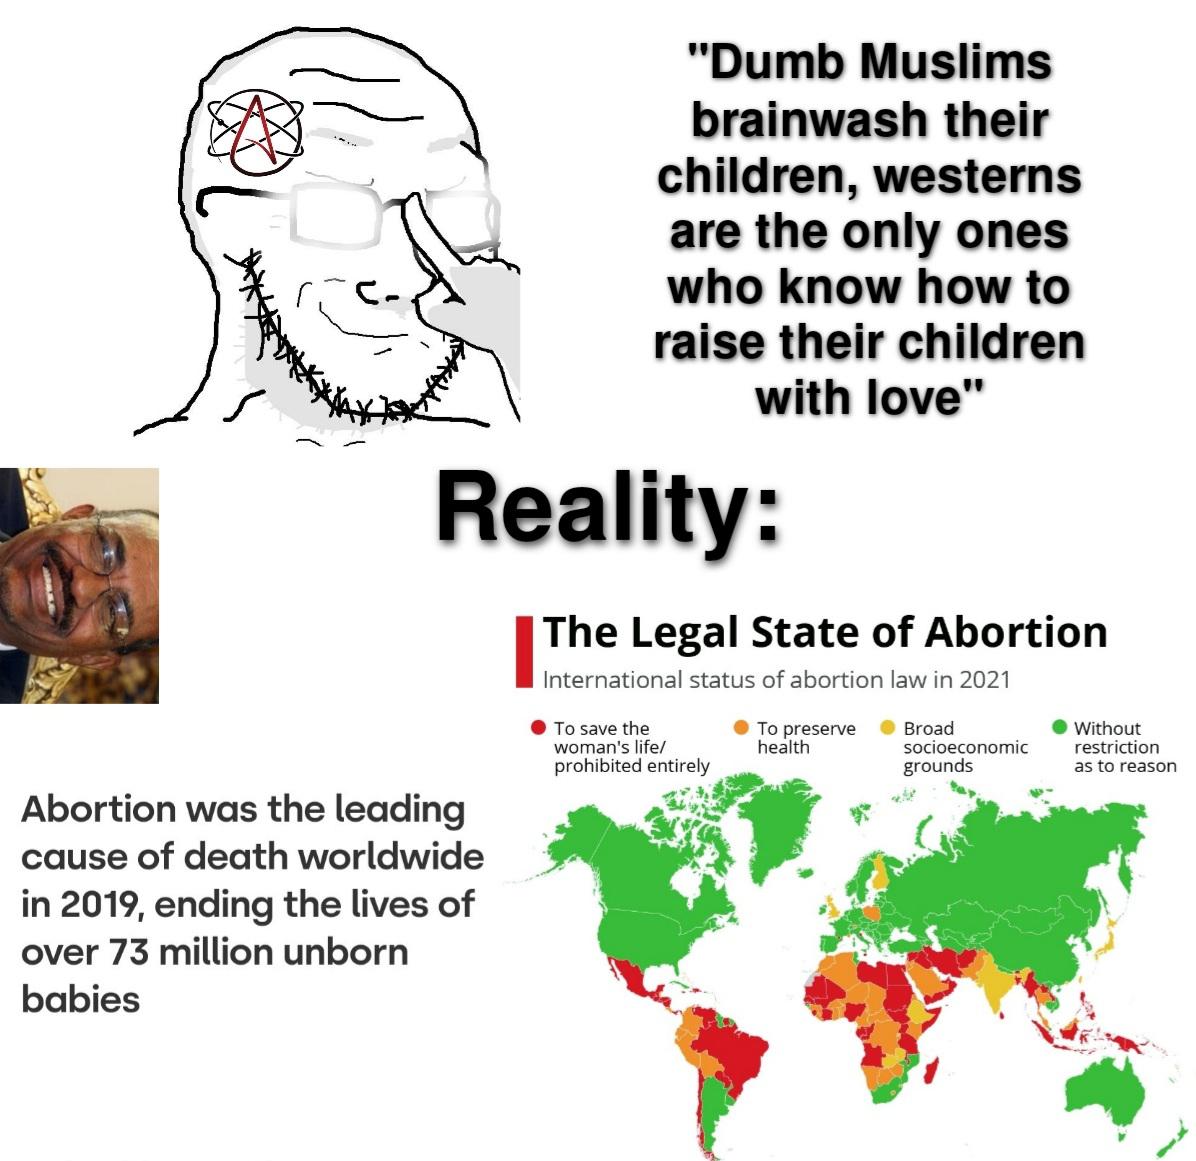 "Dumb Muslims
brainwash their
children, westerns
are the only ones
who know how to
raise their children
with love"
Reality:
The Legal State of Abortion
International status of abortion law in 2021
To save the
woman's life/
prohibited entirely
To preserve
health
Broad
socioeconomic
grounds
Without
restriction
as to reason
Abortion was the leading
cause of death worldwide
in 2019, ending the lives of
over 73 million unborn
babies